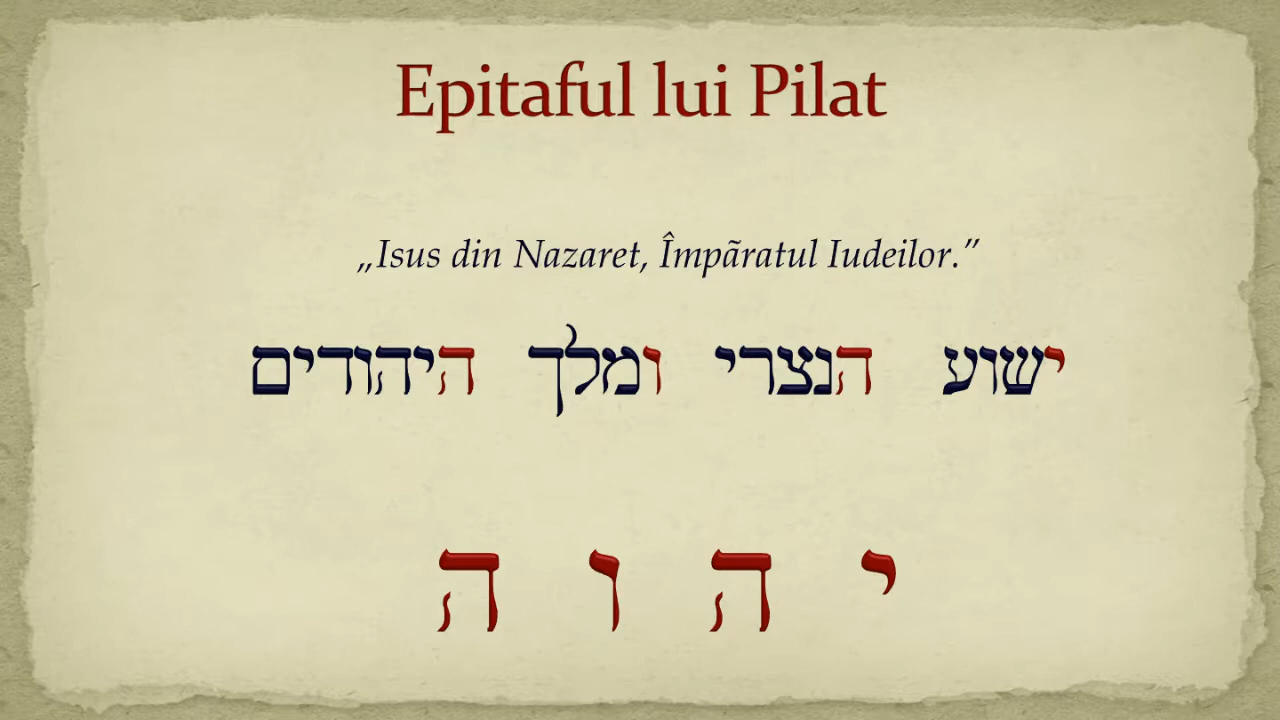 Epitaful lui Pilat
„Isus din Nazaret, Împãratul Iudeilor.”
ישוע הנצרי ומלך היהודים
י ה ו ה